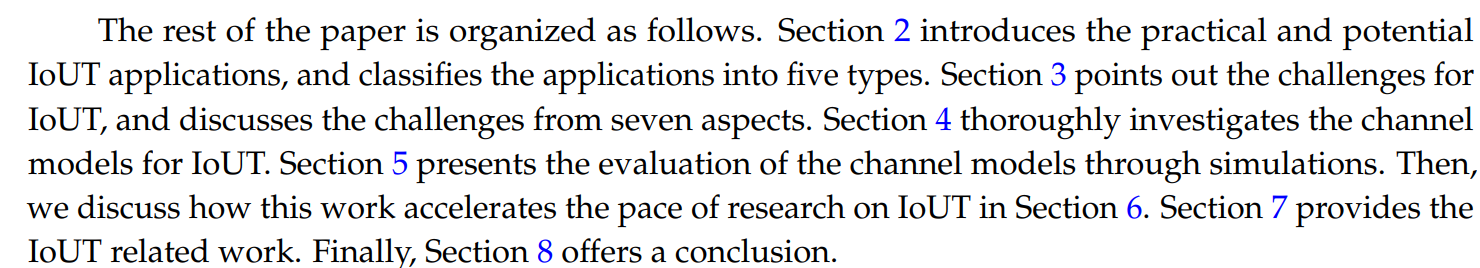 The rest of the paper is organized as follows. Section 2 introduces the practical and potential
IoUT applications, and classifies the applications into five types. Section 3 points out the challenges for
IoUT, and discusses the challenges from seven aspects. Section 4 thoroughly investigates the channel
models for IoUT. Section 5 presents the evaluation of the channel models through simulations. Then,
we discuss how this work accelerates the pace of research on IoUT in Section 6. Section 7 provides the
IoUT related work. Finally, Section 8 offers a conclusion.